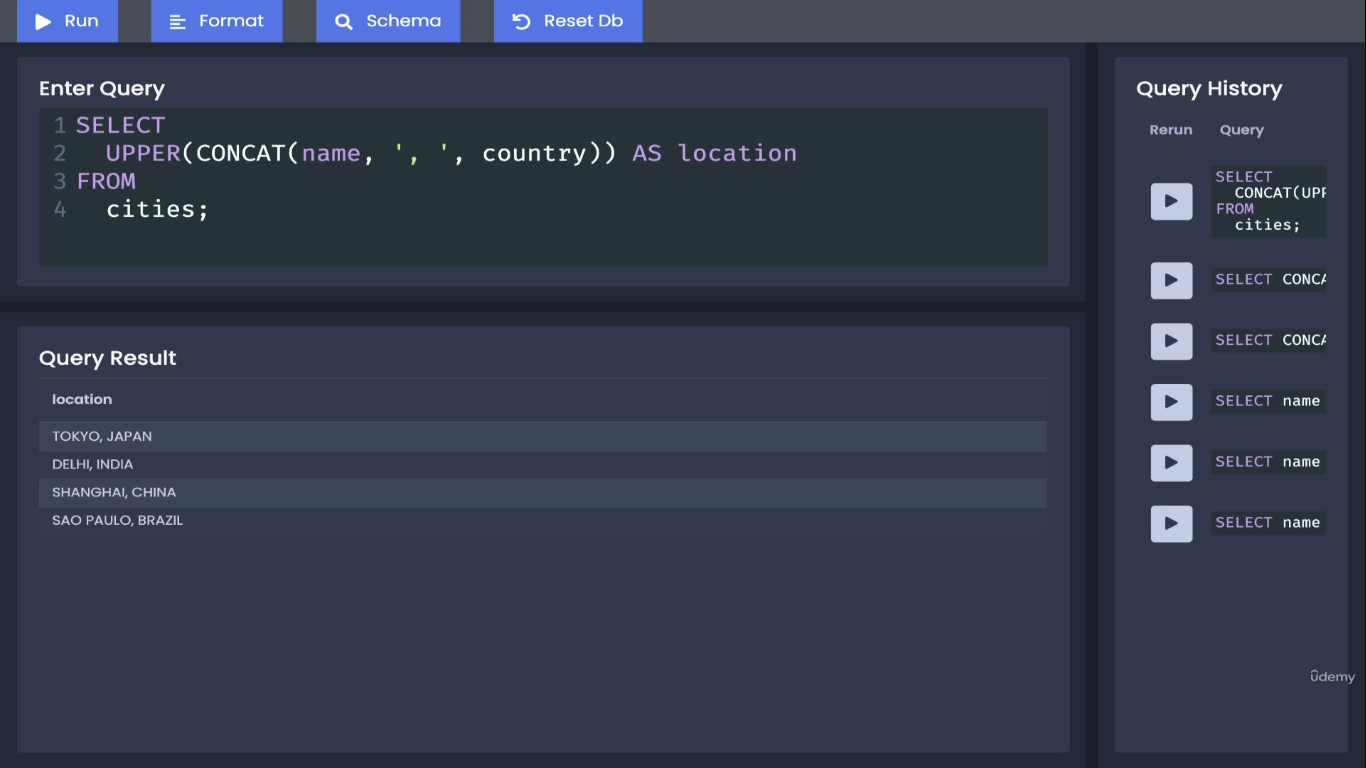 Run
Format
Schema
Reset Db
Enter Query
1 SELECT
2 UPPER(CONCAT(name, ', ', country)) AS location
3 FROM
4 cities;
Query Result
location
TOKYO, JAPAN
DELHI, INDIA
SHANGHAI, CHINA
SAO PAULO, BRAZIL
Query History
Rerun Query
SELECT
CONCAT(UPP
FROM
cities;
SELECT CONCA
SELECT CONCA
SELECT name
SELECT name
SELECT name
ûdemy